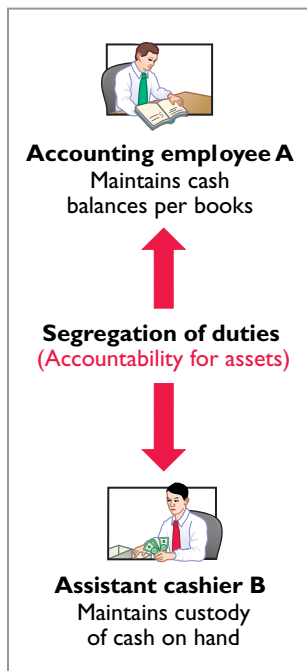 Accounting employee A
Maintains cash
balances per books
Segregation of duties
(Accountability for assets)
Assistant cashier B
Maintains custody
of cash on hand